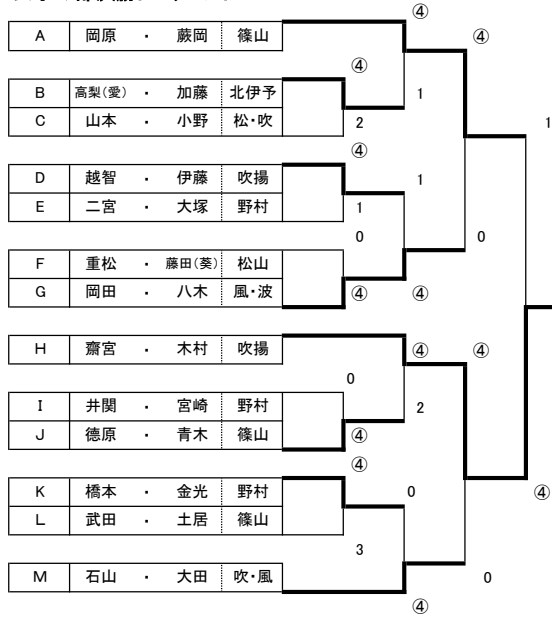 ④
④
A 岡原 ・ 蕨岡 篠山
④
B 高梨(愛) ・ 加藤 北伊予
1
C 山本 ・ 小野 松・吹
2
1
④
D 越智 ・ 伊藤 吹揚
1
E 二宮 ・ 大塚 野村
1
0
0
F 重松 ・ 藤田(葵) 松山
G 岡田 ・ 八木 風・波
④
④
H 齋宮 ・ 木村 吹揚
④
④
0
I 井関 ・ 宮崎 野村
2
J 德原 ・ 青木 篠山
④
④
K 橋本 ・ 金光 野村
0
④
L 武田 ・ 土居 篠山
3
M 石山 ・ 大田 吹・風
0
④